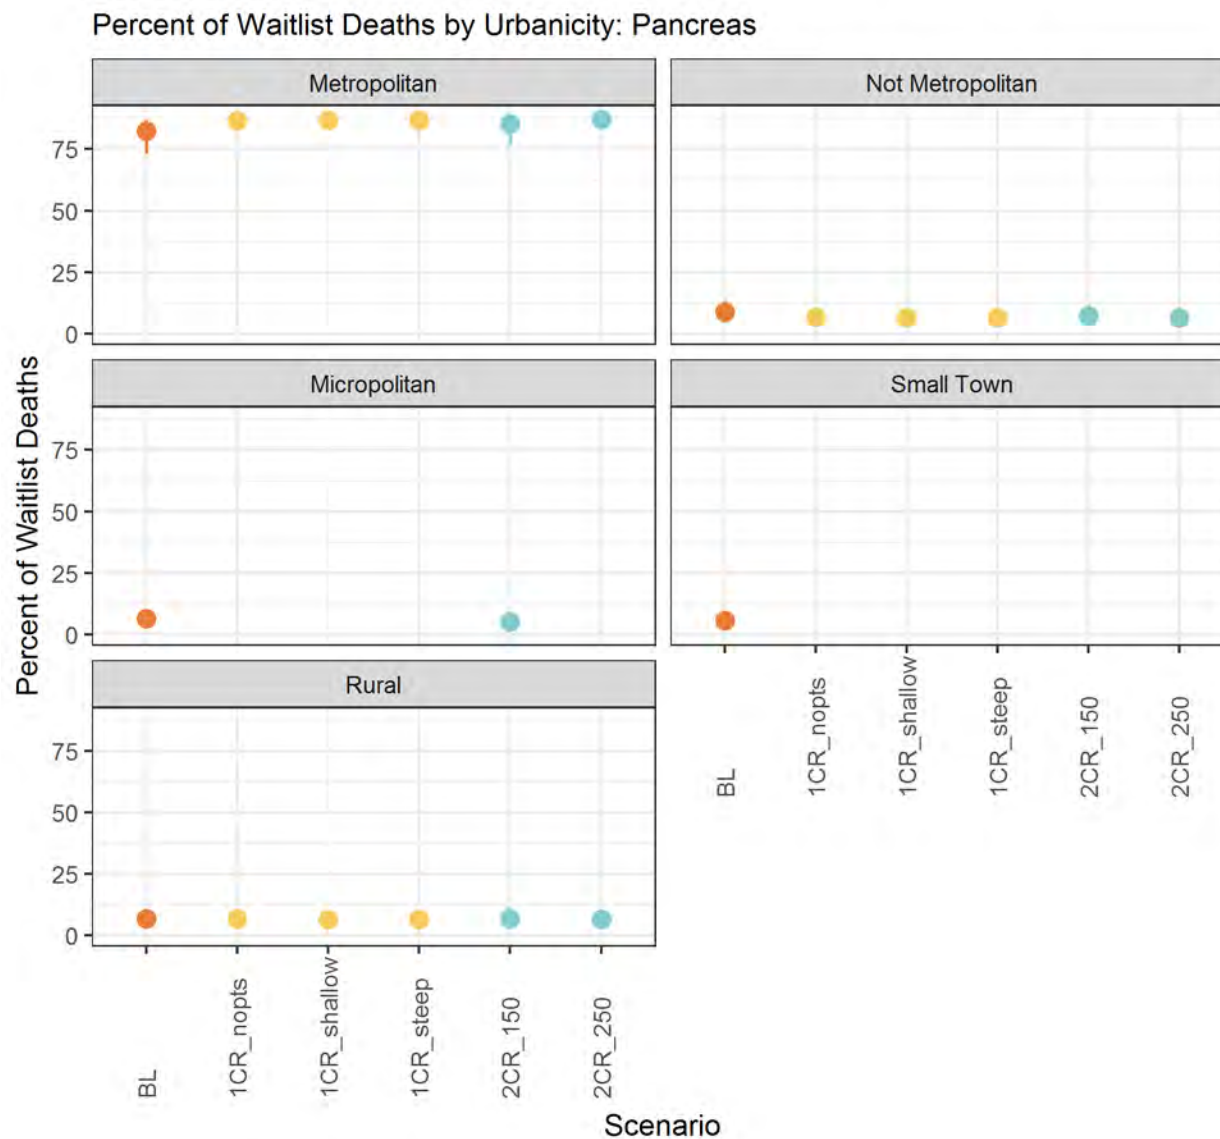 Percent of Waitlist Deaths by Urbanicity: Pancreas
Metropolitan
Not Metropolitan
75
50
25
0
Micropolitan
Small Town
75
50
25
0
Percent of Waitlist Deaths
Rural
75
50
25
0
BL
1CR_nopts
1CR_shallow
1CR_steep
2CR_150
2CR_250
BL
1CR_nopts
1CR_shallow
1CR_steep
2CR_150
2CR_250
Scenario